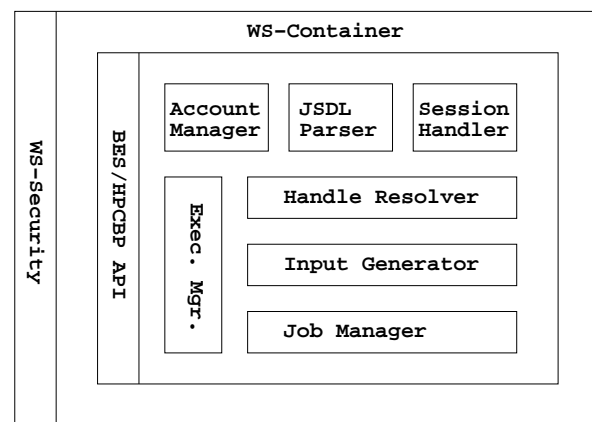 WS-Container
WS-Security
BES/HPCBP API
Account
Manager
JSDL
Parser
Session
Handler
Exec. Mgr.
Handle Resolver
Input Generator
Job Manager